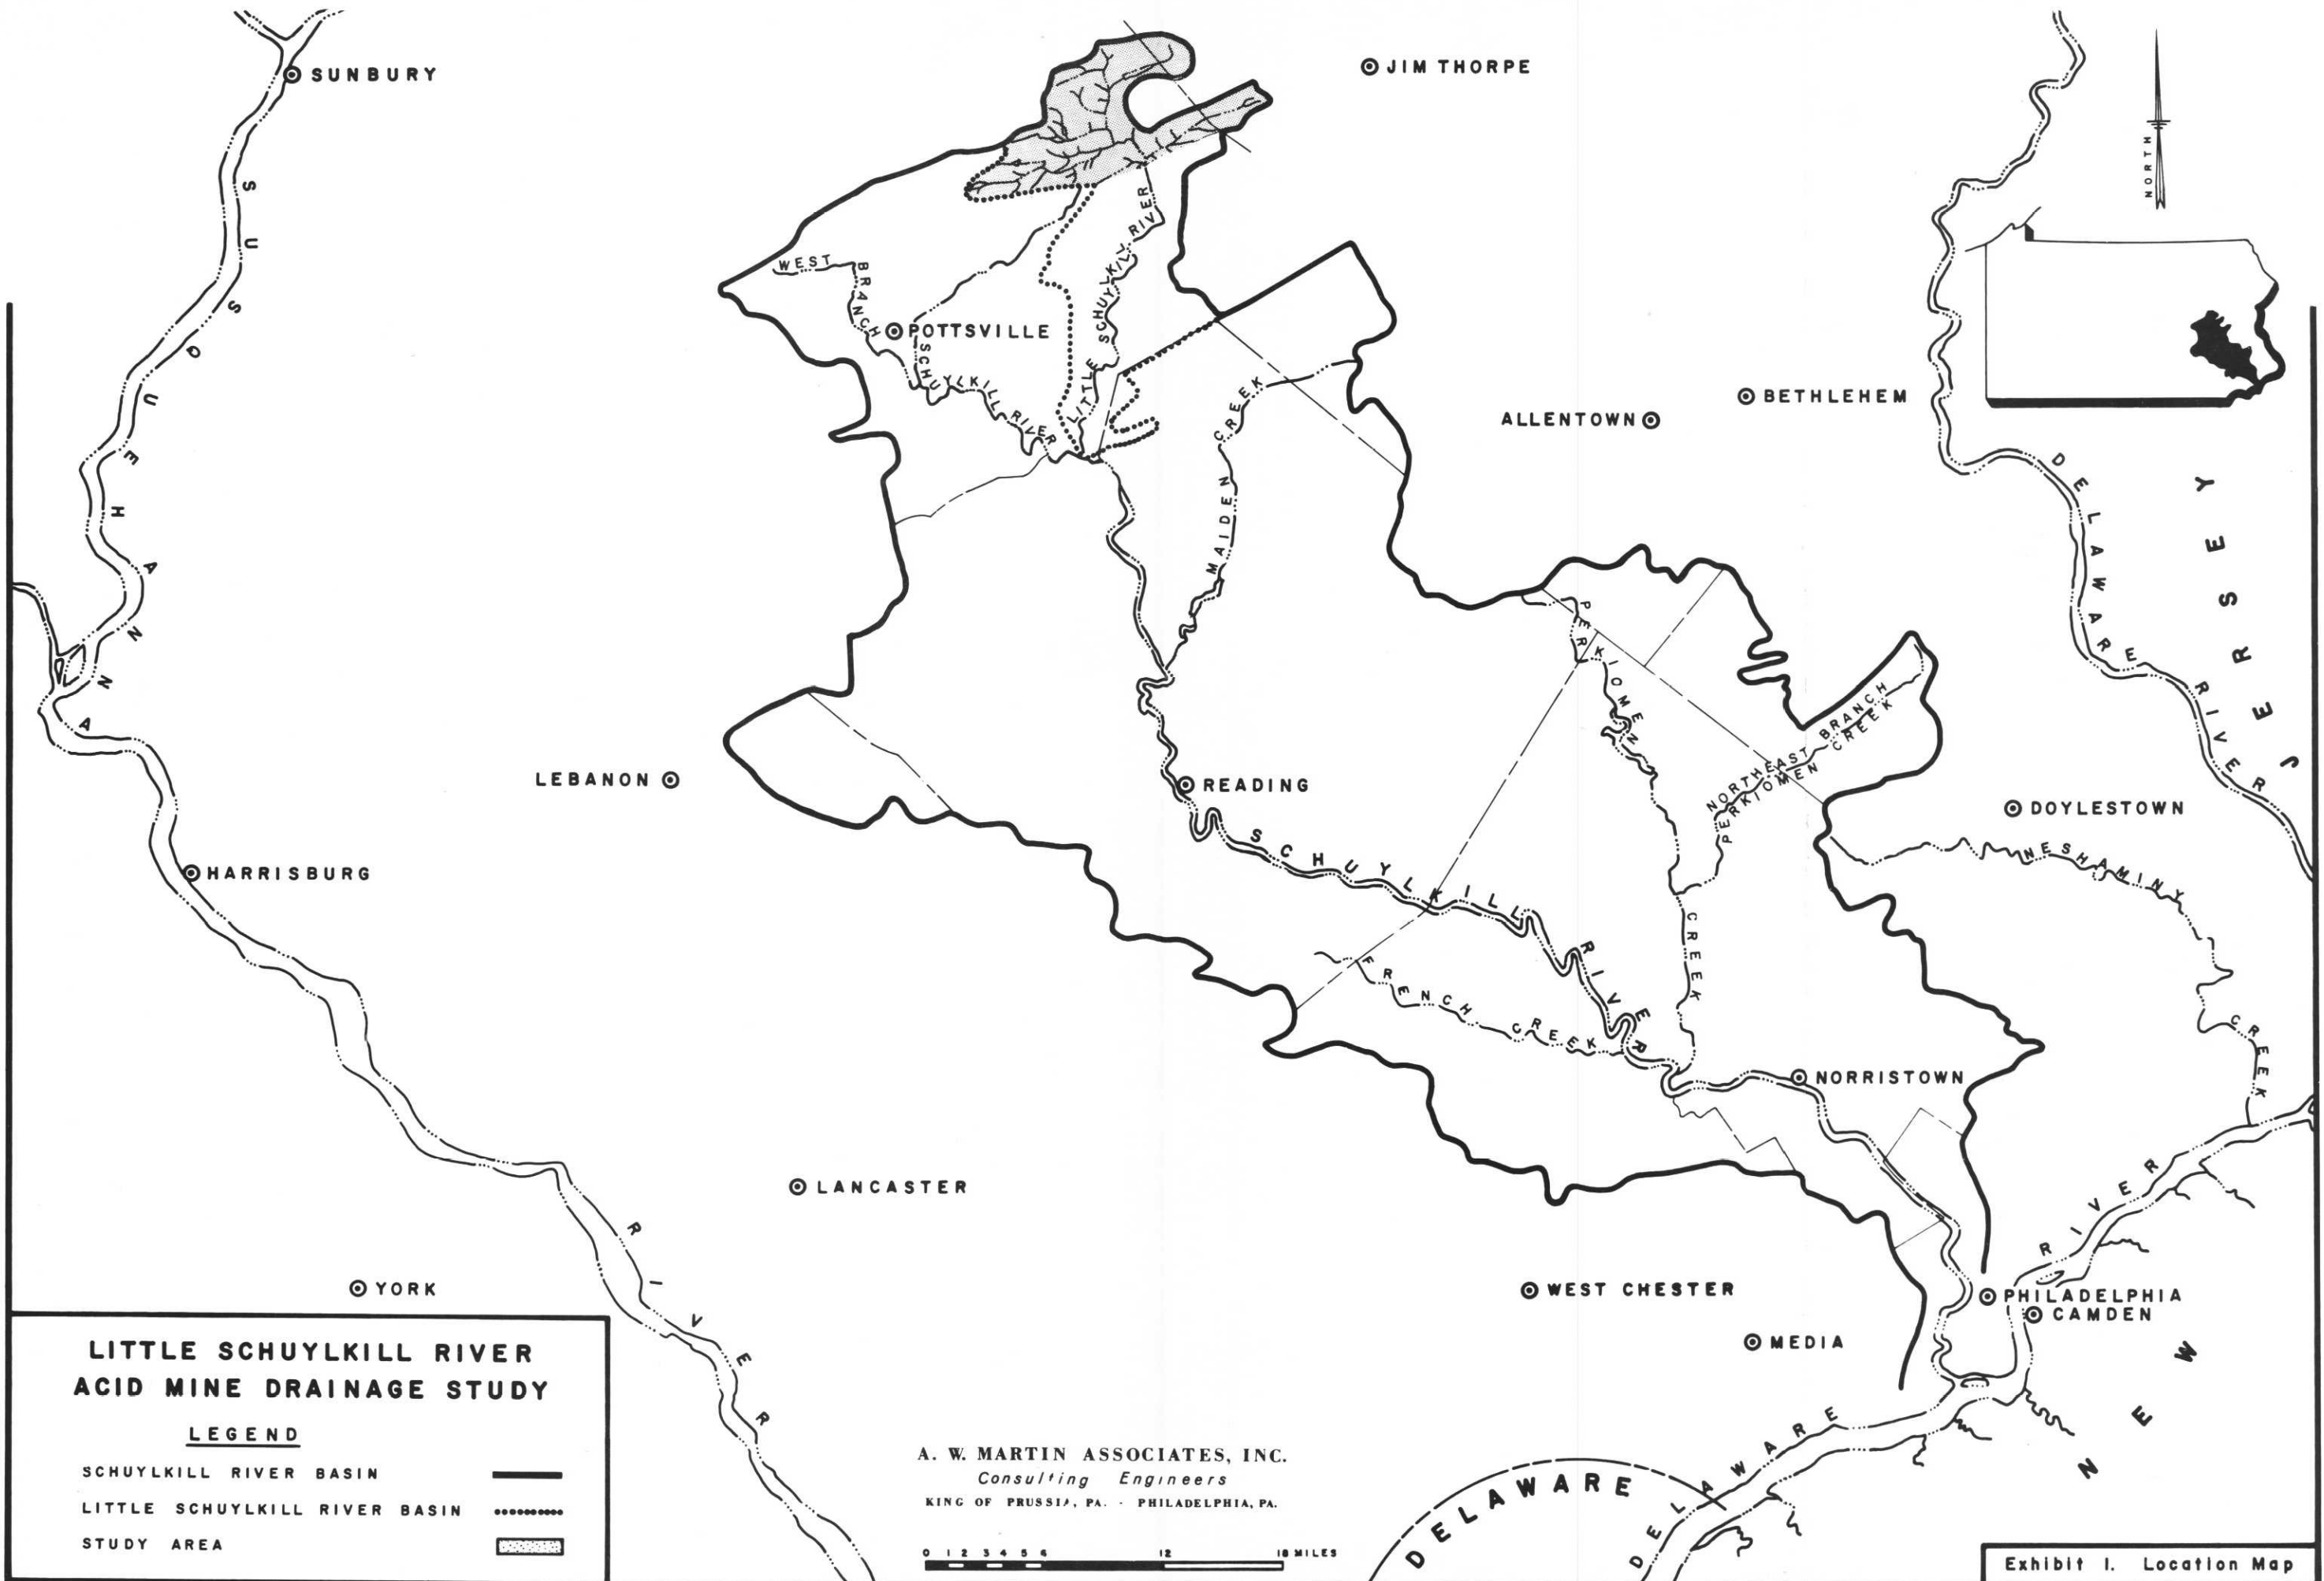 SUNBURY
JIM THORPE
NORTH
SUSQUEHANNA RIVER
WEST BRANCH
SCHUYLKILL RIVER
POTTSVILLE
LITTLE SCHUYLKILL RIVER
MAIDEN CREEK
ALLENTOWN
BETHLEHEM
DELAWARE RIVER
NEW JERSEY
PERKIOMEN CREEK
NORTHEAST BRANCH
PERKIOMEN CREEK
LEBANON
READING
DOYLESTOWN
NESHAMINY CREEK
HARRISBURG
SCHUYLKILL RIVER
FRENCH CREEK
NORRISTOWN
LANCASTER
YORK
WEST CHESTER
PHILADELPHIA
CAMDEN
MEDIA
DELAWARE RIVER
DELAWARE
LITTLE SCHUYLKILL RIVER
ACID MINE DRAINAGE STUDY
LEGEND
SCHUYLKILL RIVER BASIN
LITTLE SCHUYLKILL RIVER BASIN
STUDY AREA
A. W. MARTIN ASSOCIATES, INC.
Consulting Engineers
KING OF PRUSSIA, PA. - PHILADELPHIA, PA.
0 1 2 3 4 5 6 12 18 MILES
Exhibit 1. Location Map